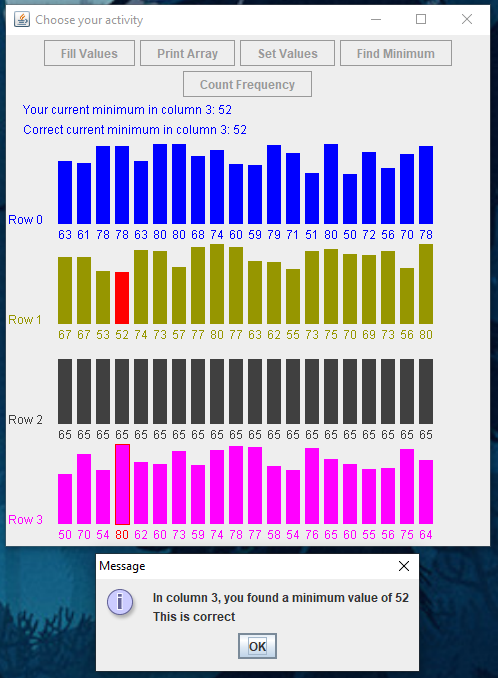 Choose your activity
Fill Values Print Array Set Values Find Minimum
Count Frequency
Your current minimum in column 3: 52
Correct current minimum in column 3: 52
Row 0
63 61 78 78 63 80 80 68 74 60 59 79 71 51 80 50 72 56 70 78
Row 1
67 67 53 52 74 73 57 77 80 77 63 62 55 73 75 70 69 73 56 80
Row 2
65 65 65 65 65 65 65 65 65 65 65 65 65 65 65 65 65 65 65 65
Row 3
50 70 54 80 62 60 73 59 74 78 77 58 54 76 65 60 55 56 75 64
Message
In column 3, you found a minimum value of 52
This is correct
OK